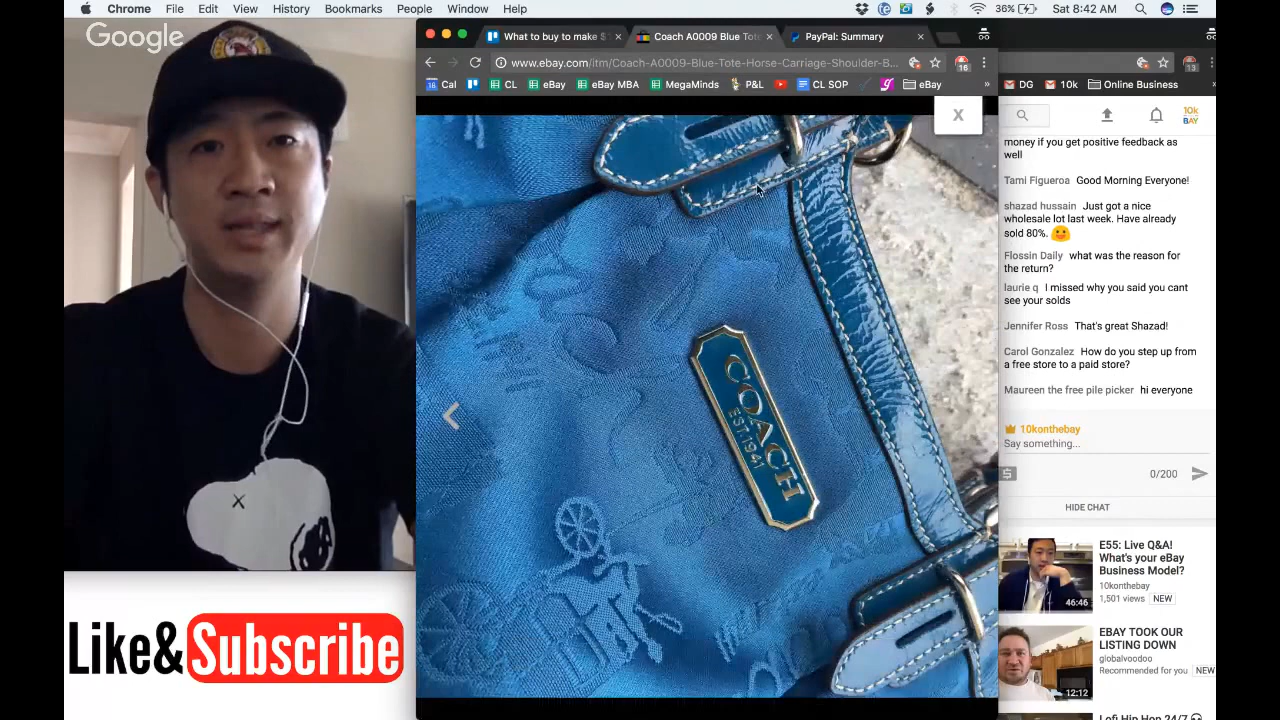 Chrome File Edit View History Bookmarks People Window Help
36% Sat 8:42 AM
Google
What to buy to make $
Coach A0009 Blue Tote
PayPal: Summary
www.ebay.com/itm/Coach-A0009-Blue-Tote-Horse-Carriage-Shoulder-B...
16
13
18 Cal
CL
eBay
eBay MBA
MegaMinds
P&L
CL SOP
eBay
»
DG
10k
Online Business
X
10k
BAY
money if you get positive feedback as
well
Tami Figueroa Good Morning Everyone!
shazad hussain Just got a nice
wholesale lot last week. Have already
sold 80%.
Flossin Daily what was the reason for
the return?
laurie q I missed why you said you cant
see your solds
Jennifer Ross That's great Shazad!
Carol Gonzalez How do you step up from
a free store to a paid store?
Maureen the free pile picker hi everyone
10konthebay
Say something...
0/200
HIDE CHAT
COACH
EST. 1941
E55: Live Q&A!
What's your eBay
Business Model?
10konthebay
1,501 views NEW
46:46
EBAY TOOK OUR
LISTING DOWN
globalvoodoo
Recommended for you NEW
12:12
Lofi Hip Hop 24/7
Like&Subscribe